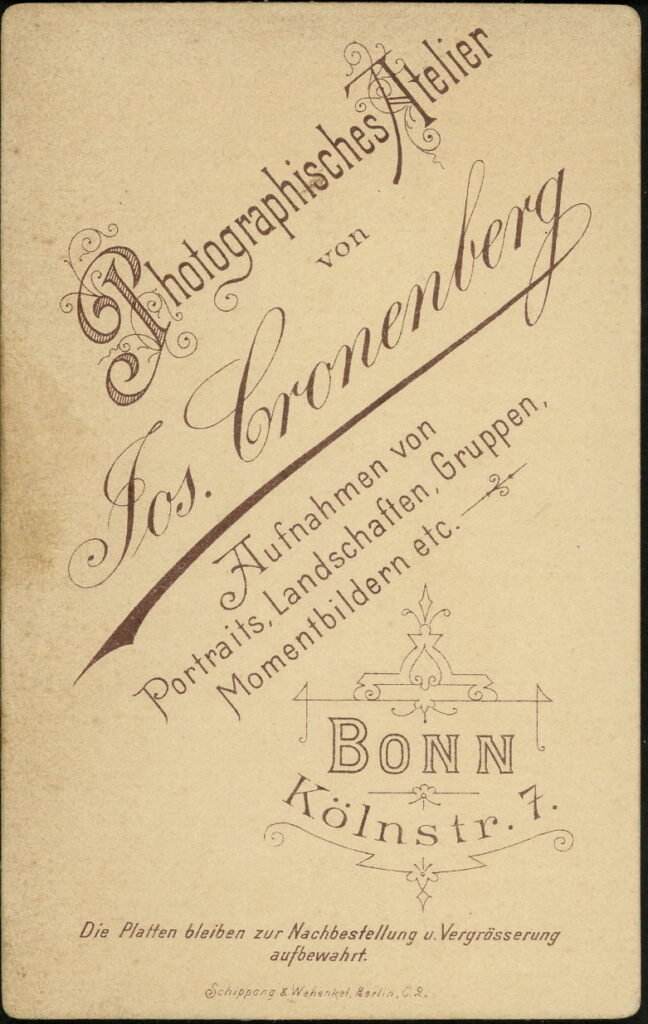 Photographisches Atelier
von
Jos. Cronenberg
Aufnahmen von
Portraits, Landschaften, Gruppen,
Momentbildern etc.
BONN
Kölnstr. 7.
Die Platten bleiben zur Nachbestellung u. Vergrösserung
aufbewahrt.
Schippang & Wehenkel, Berlin, C. 2.